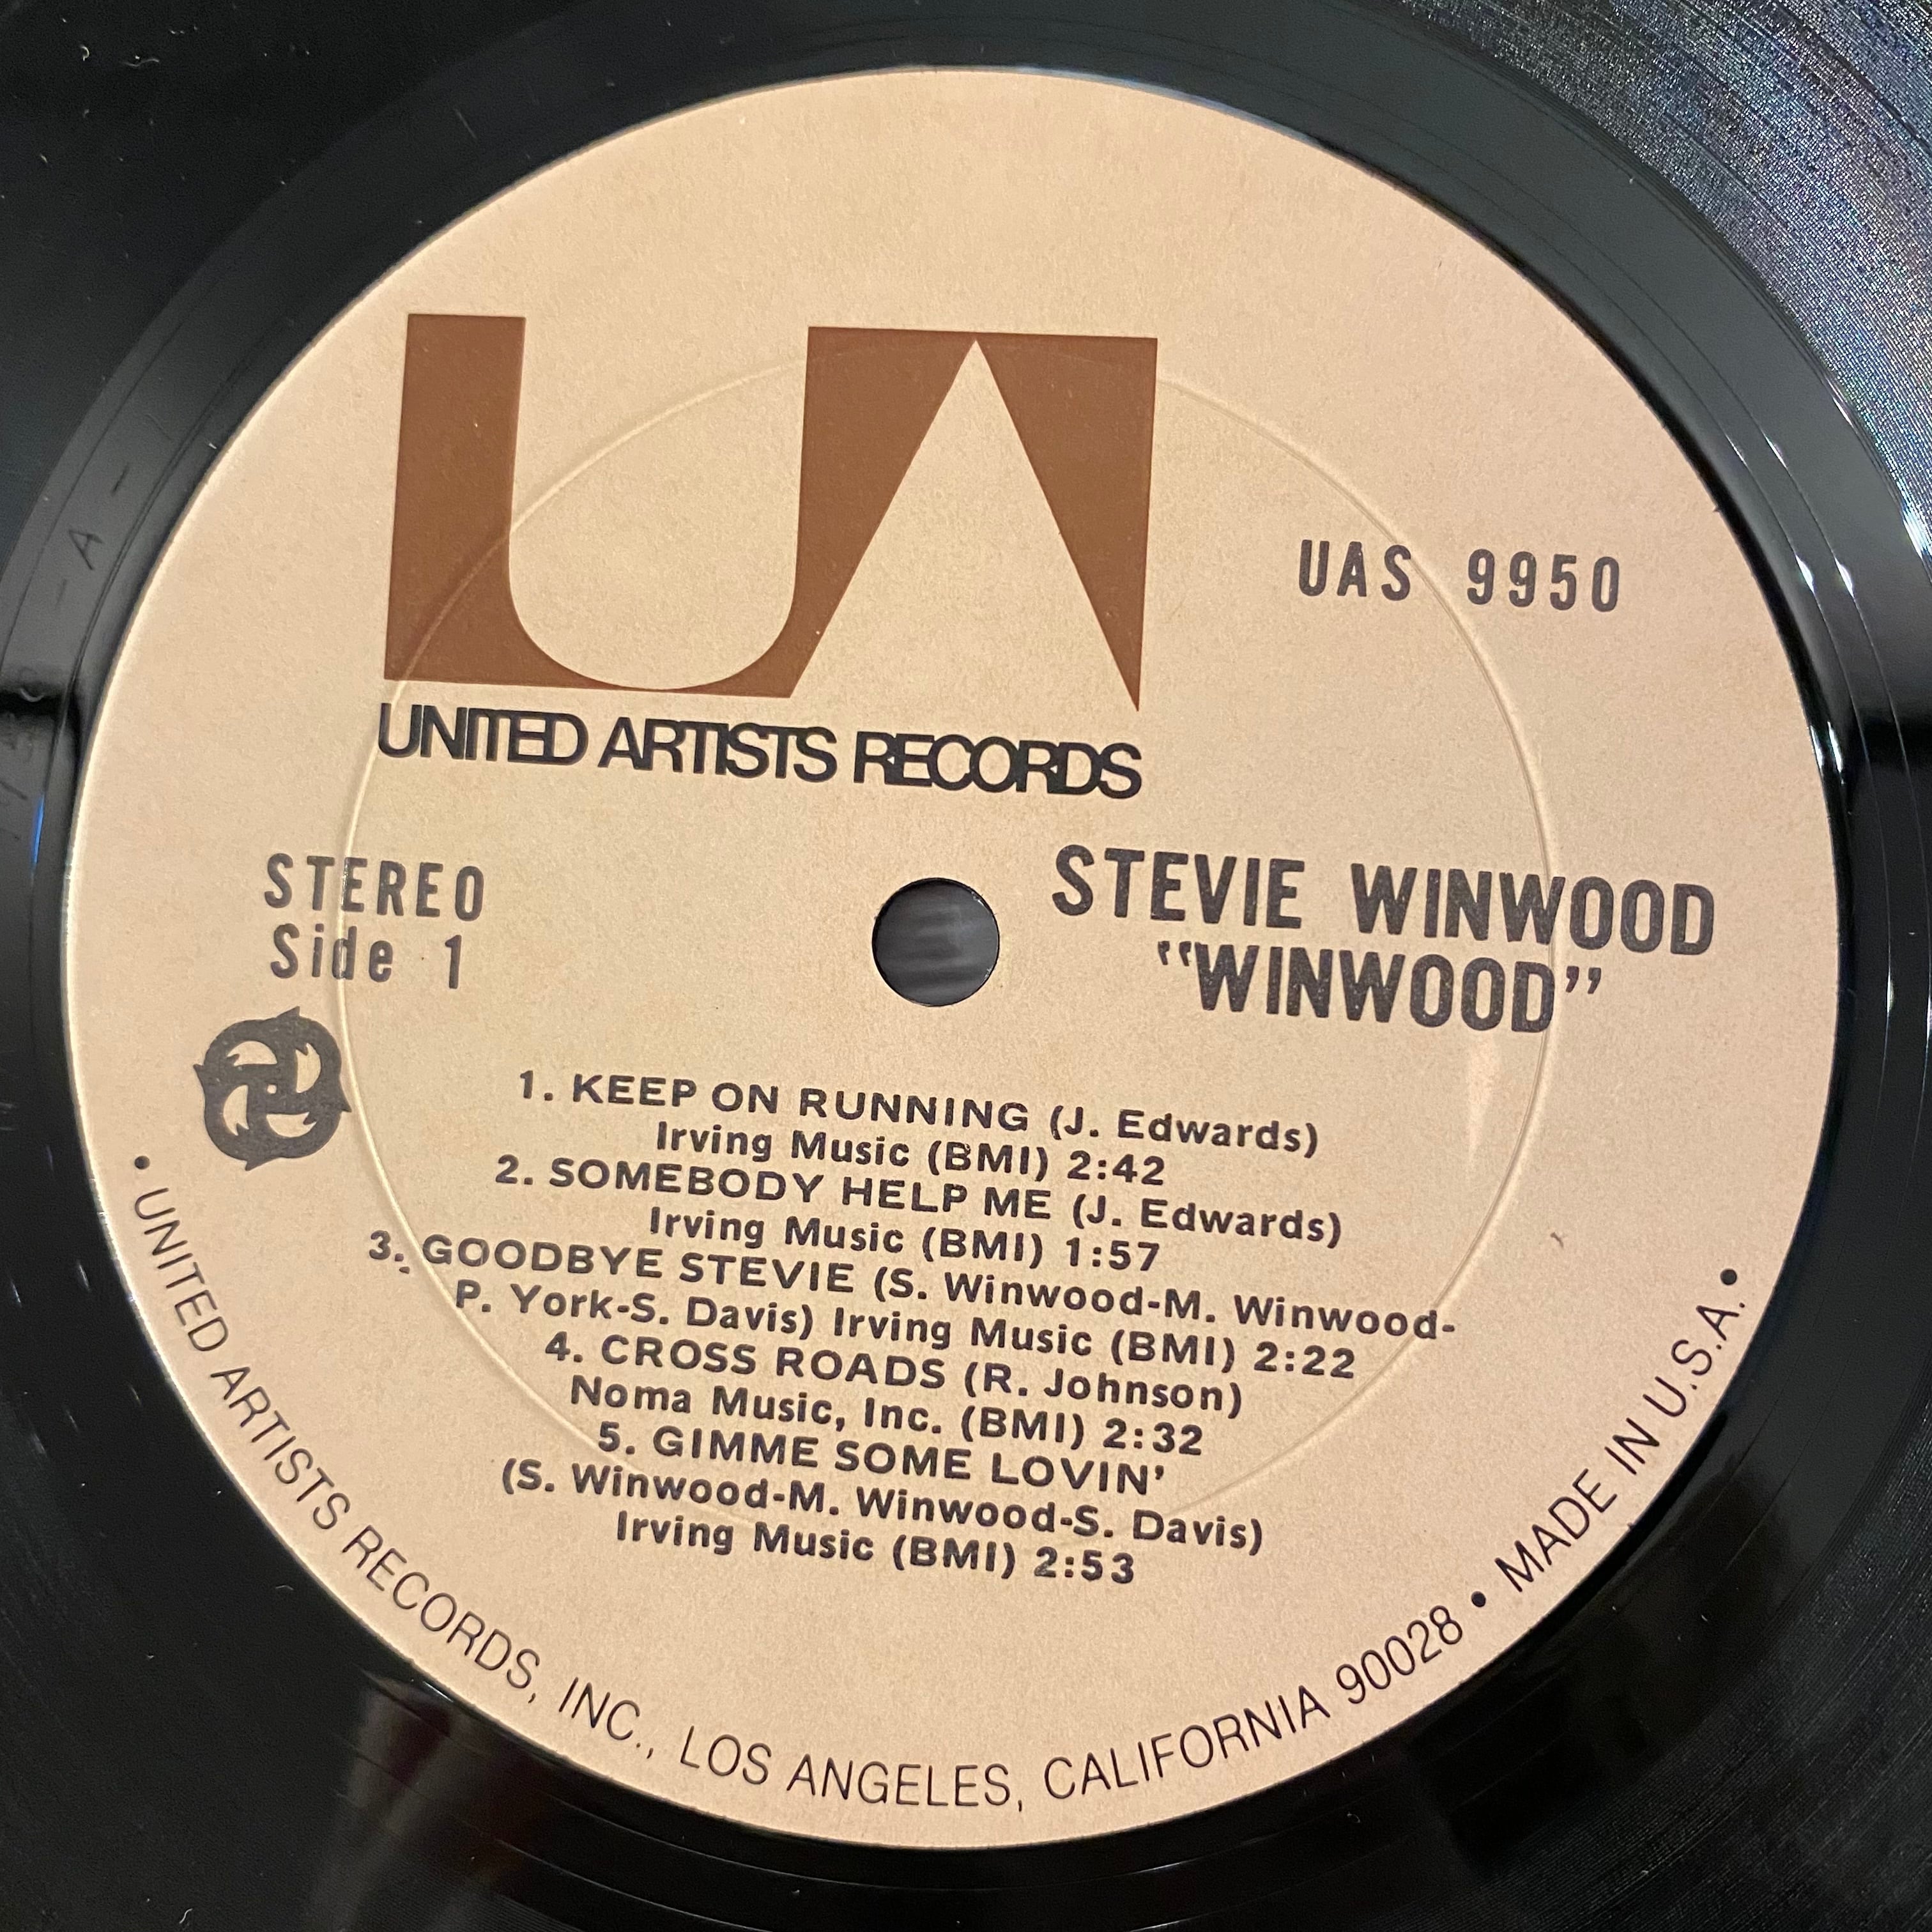 UA
UNITED ARTISTS RECORDS
UAS 9950
STEREO
Side 1
STEVIE WINWOOD
"WINWOOD"
1. KEEP ON RUNNING (J. Edwards)
Irving Music (BMI) 2:42
2. SOMEBODY HELP ME (J. Edwards)
Irving Music (BMI) 1:57
3. GOODBYE STEVIE (S. Winwood-M. Winwood-
P. York-S. Davis) Irving Music (BMI) 2:22
4. CROSS ROADS (R. Johnson)
Noma Music, Inc. (BMI) 2:32
5. GIMME SOME LOVIN'
(S. Winwood-M. Winwood-S. Davis)
Irving Music (BMI) 2:53
• UNITED ARTISTS RECORDS, INC., LOS ANGELES, CALIFORNIA 90028 • MADE IN U.S.A. •